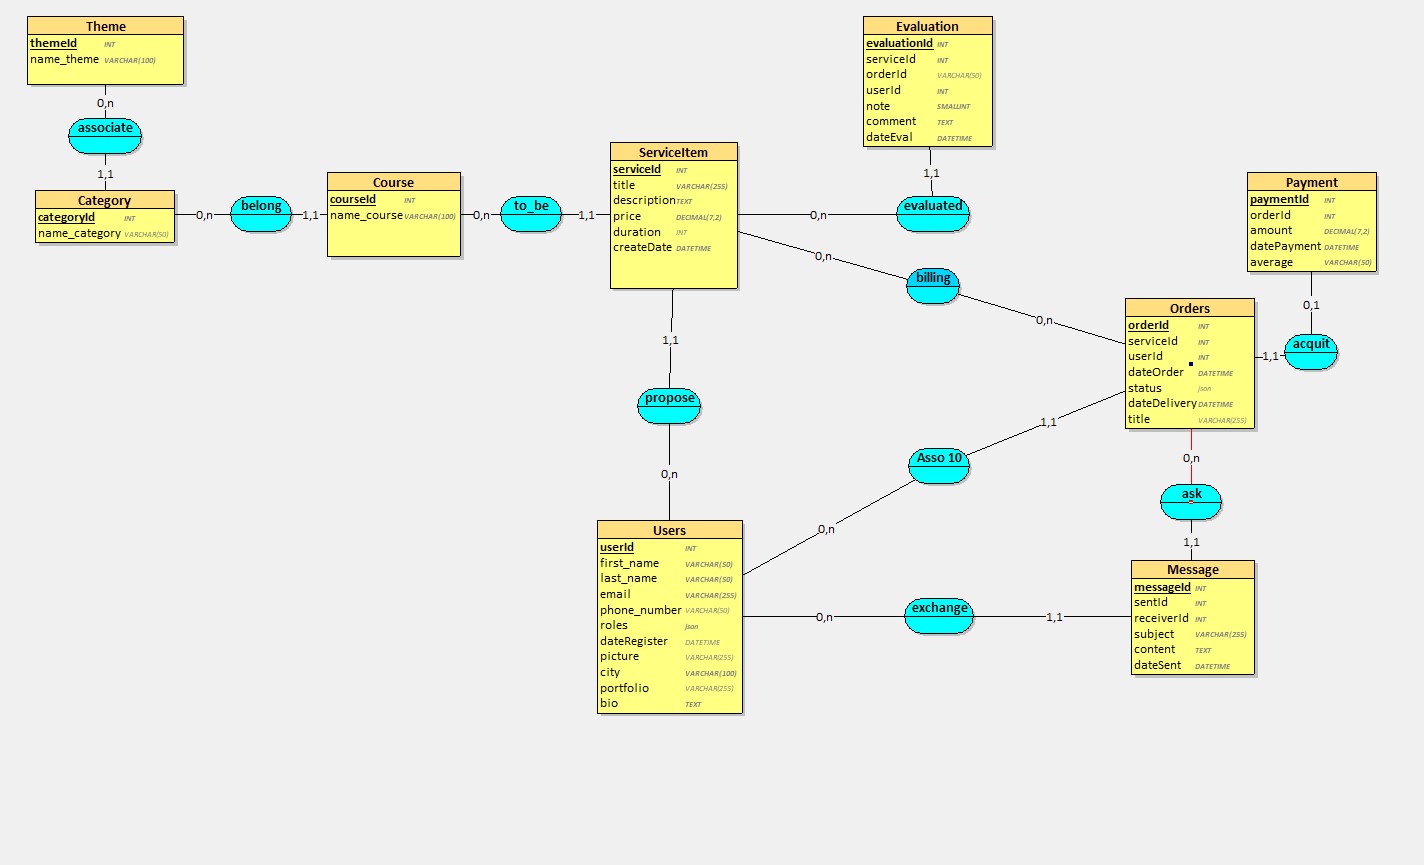 Theme
themeId INT
name_theme VARCHAR(100)
0,n
associate
1,1
Category
categoryId INT
name_category VARCHAR(50)
0,n
belong
1,1
Course
courseId INT
name_course VARCHAR(100)
0,n
to_be
1,1
ServiceItem
serviceId INT
title VARCHAR(255)
description TEXT
price DECIMAL(7,2)
duration INT
createDate DATETIME
Evaluation
evaluationId INT
serviceId INT
orderId VARCHAR(50)
userId INT
note SMALLINT
comment TEXT
dateEval DATETIME
1,1
evaluated
0,n
0,n
billing
0,n
Payment
paymentId INT
orderId INT
amount DECIMAL(7,2)
datePayment DATETIME
average VARCHAR(50)
0,1
acquit
1,1
Orders
orderId INT
serviceId INT
userId INT
dateOrder DATETIME
status json
dateDelivery DATETIME
title VARCHAR(255)
1,1
propose
0,n
1,1
Asso 10
0,n
0,n
ask
1,1
Users
userId INT
first_name VARCHAR(50)
last_name VARCHAR(50)
email VARCHAR(255)
phone_number VARCHAR(50)
roles json
dateRegister DATETIME
picture VARCHAR(255)
city VARCHAR(100)
portfolio VARCHAR(255)
bio TEXT
0,n
exchange
1,1
Message
messageId INT
sentId INT
receiverId INT
subject VARCHAR(255)
content TEXT
dateSent DATETIME